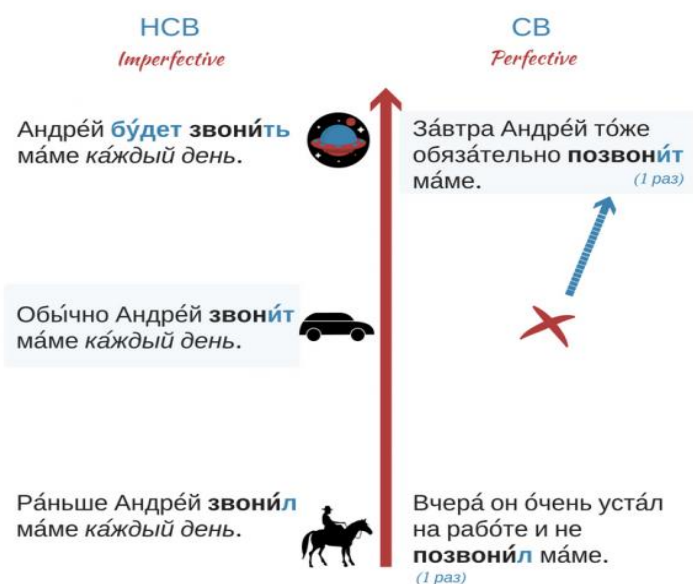 НСВ
Imperfective
СВ
Perfective
Андре́й бу́дет звони́ть
ма́ме ка́ждый день.
За́втра Андре́й то́же
обяза́тельно позвони́т
ма́ме.
(1 раз)
Обы́чно Андре́й звони́т
ма́ме ка́ждый день.
Ра́ньше Андре́й звони́л
ма́ме ка́ждый день.
Вчера́ он о́чень уста́л
на рабо́те и не
позвони́л ма́ме.
(1 раз)